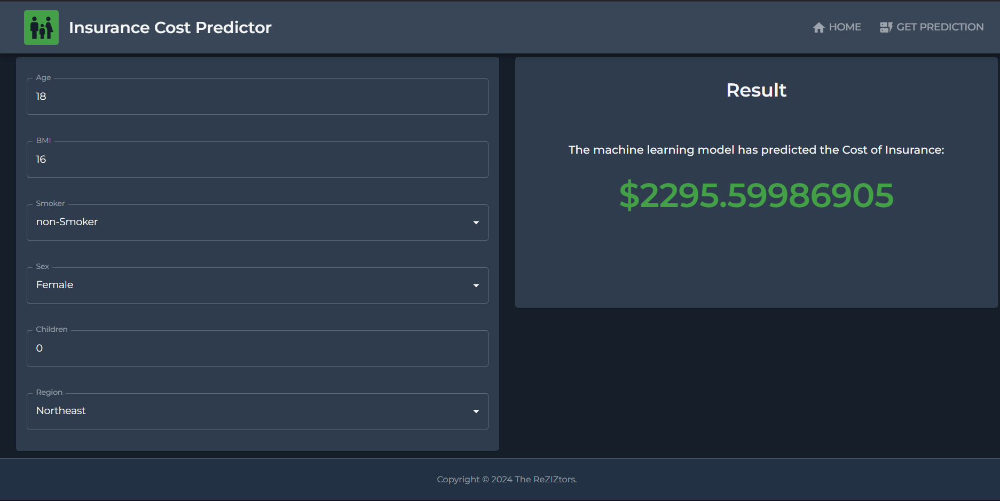 Insurance Cost Predictor
HOME
GET PREDICTION
Age
18
BMI
16
Smoker
non-Smoker
Sex
Female
Children
0
Region
Northeast
Result
The machine learning model has predicted the Cost of Insurance:
$2295.59986905
Copyright © 2024 The ReZIZtors.